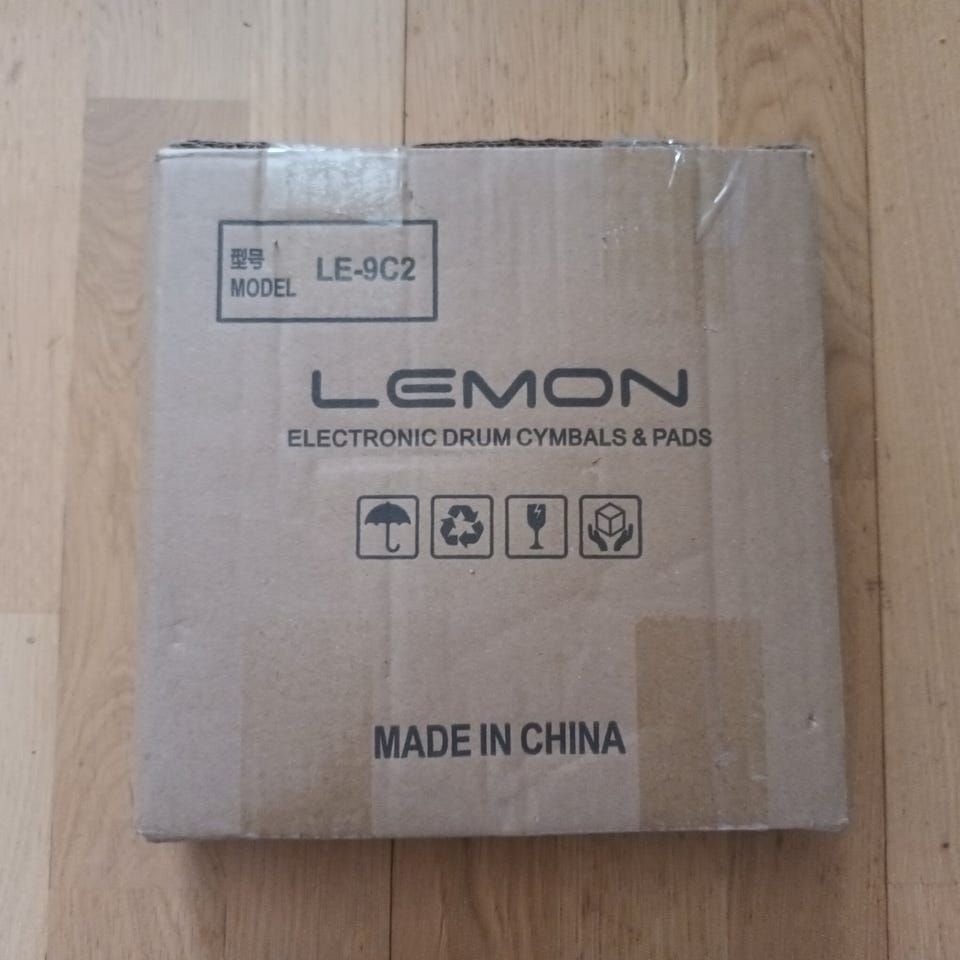 型号
MODEL LE-9C2
LEMON
ELECTRONIC DRUM CYMBALS & PADS
MADE IN CHINA